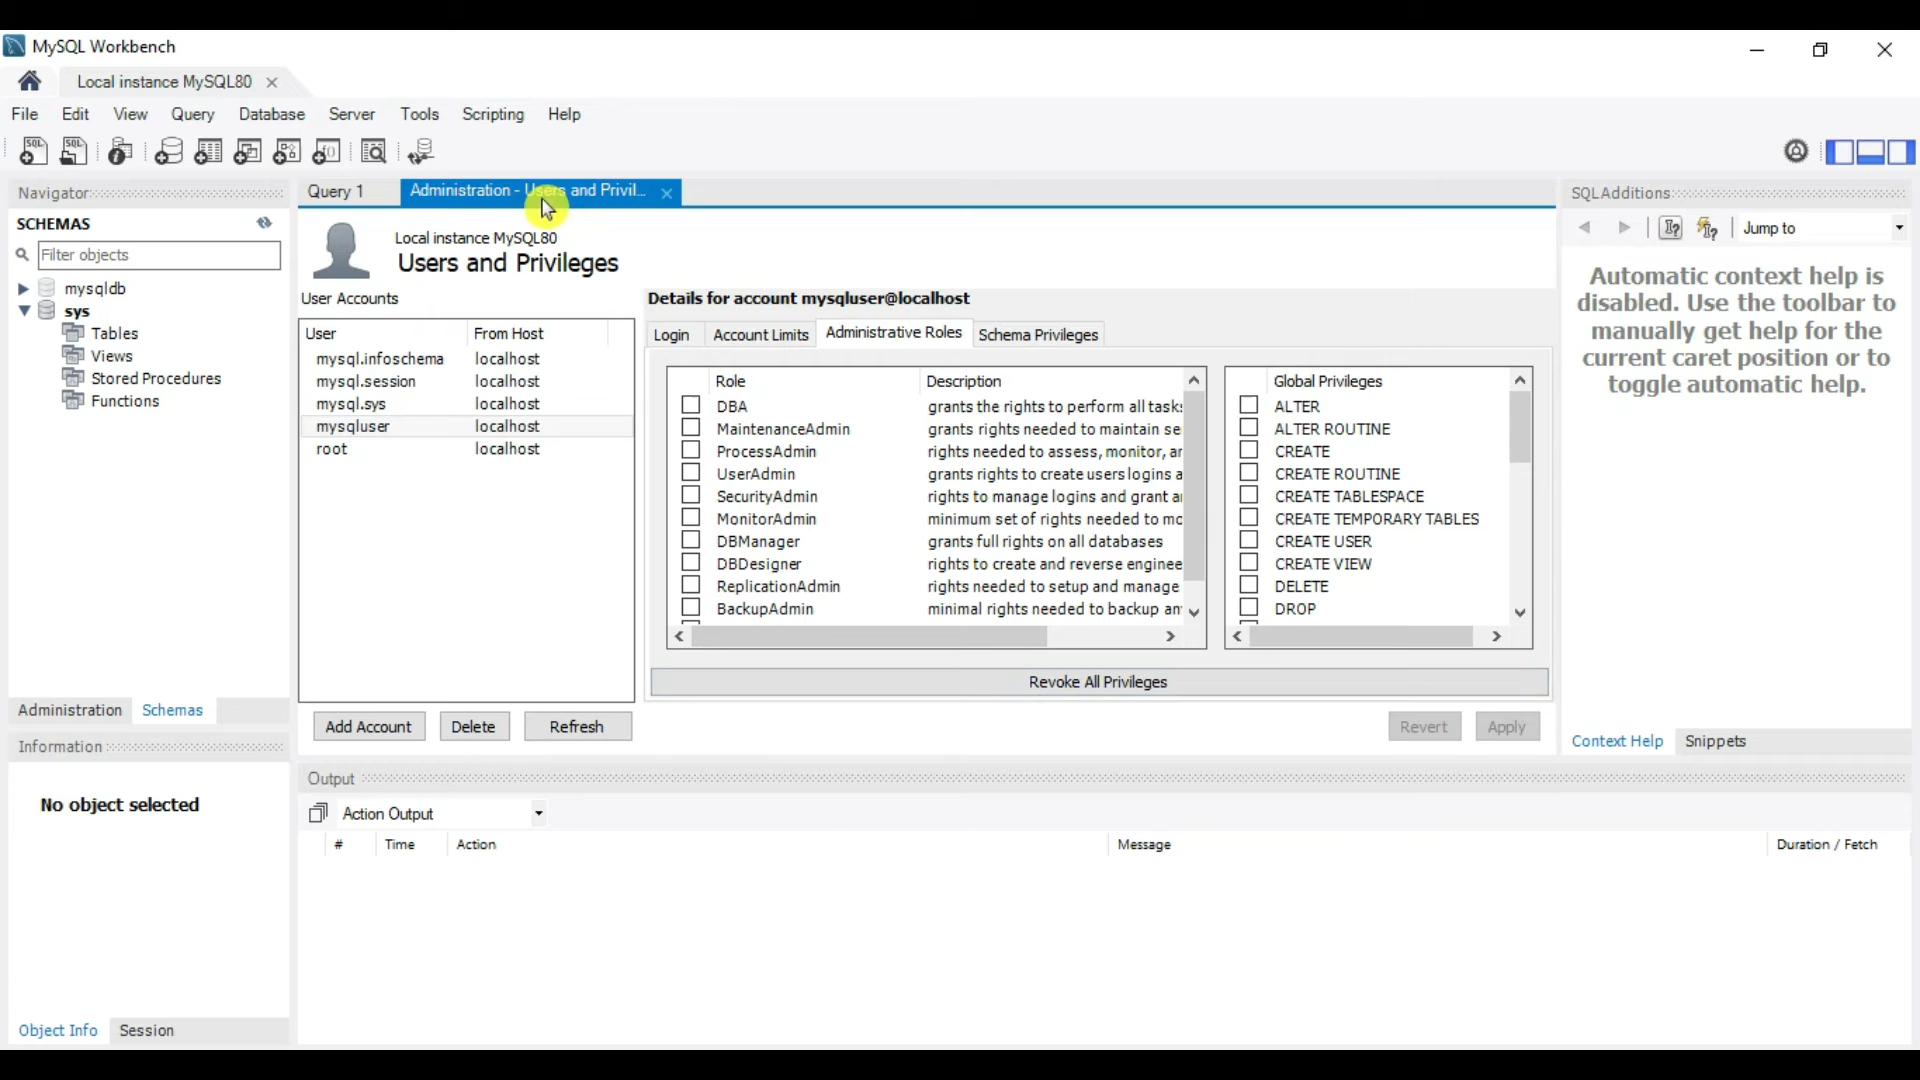 MySQL Workbench
Local instance MySQL80
File Edit View Query Database Server Tools Scripting Help
Navigator
SCHEMAS
Filter objects
mysqldb
sys
Tables
Views
Stored Procedures
Functions
Administration Schemas
Information
No object selected
Object Info Session
Query 1 Administration - Users and Privil...
Local instance MySQL80
Users and Privileges
User Accounts
User From Host
mysql.infoschema localhost
mysql.session localhost
mysql.sys localhost
mysqluser localhost
root localhost
Add Account Delete Refresh
Details for account mysqluser@localhost
Login Account Limits Administrative Roles Schema Privileges
Role Description
DBA grants the rights to perform all tasks
MaintenanceAdmin grants rights needed to maintain se
ProcessAdmin rights needed to assess, monitor, ar
UserAdmin grants rights to create users logins a
SecurityAdmin rights to manage logins and grant a
MonitorAdmin minimum set of rights needed to mo
DBManager grants full rights on all databases
DBDesigner rights to create and reverse enginee
ReplicationAdmin rights needed to setup and manage
BackupAdmin minimal rights needed to backup an
Global Privileges
ALTER
ALTER ROUTINE
CREATE
CREATE ROUTINE
CREATE TABLESPACE
CREATE TEMPORARY TABLES
CREATE USER
CREATE VIEW
DELETE
DROP
Revoke All Privileges
Revert Apply
SQLAdditions
Jump to
Automatic context help is
disabled. Use the toolbar to
manually get help for the
current caret position or to
toggle automatic help.
Context Help Snippets
Output
Action Output
# Time Action Message Duration / Fetch